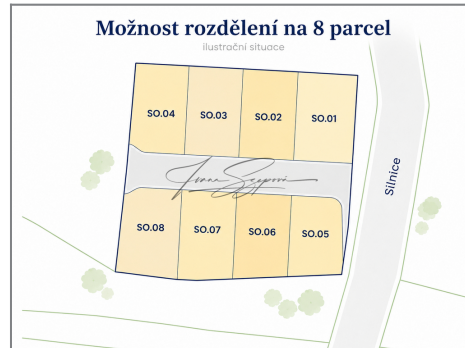 Možnost rozdělení na 8 parcel
ilustrační situace
SO.04 SO.03 SO.02 SO.01
Silnice
SO.08 SO.07 SO.06 SO.05